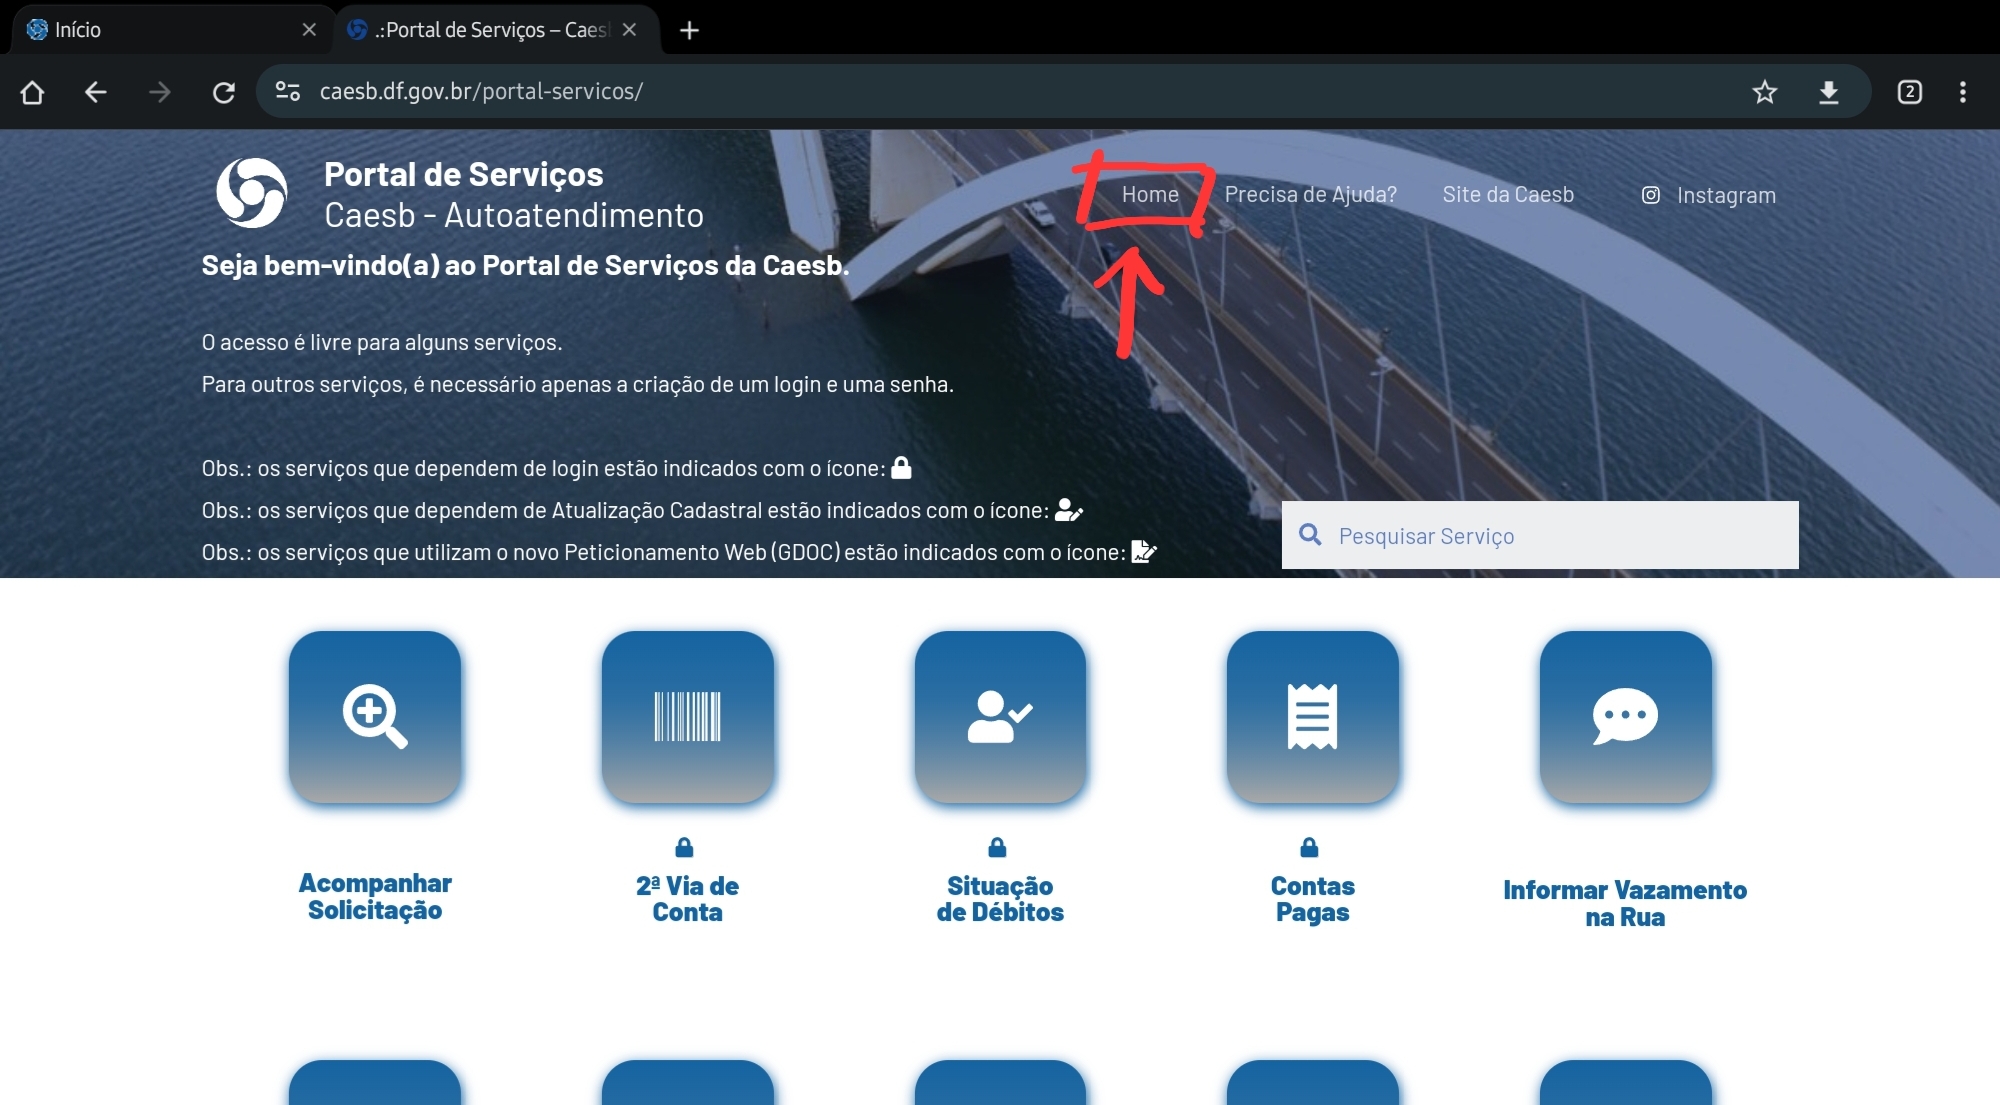 Início
.:Portal de Serviços – Caesb
2
caesb.df.gov.br/portal-servicos/
Portal de Serviços
Caesb - Autoatendimento
Home
Precisa de Ajuda?
Site da Caesb
Instagram
Seja bem-vindo(a) ao Portal de Serviços da Caesb.
O acesso é livre para alguns serviços.
Para outros serviços, é necessário apenas a criação de um login e uma senha.
Obs.: os serviços que dependem de login estão indicados com o ícone:
Obs.: os serviços que dependem de Atualização Cadastral estão indicados com o ícone:
Obs.: os serviços que utilizam o novo Peticionamento Web (GDOC) estão indicados com o ícone:
Pesquisar Serviço
Acompanhar
Solicitação
2ª Via de
Conta
Situação
de Débitos
Contas
Pagas
Informar Vazamento
na Rua